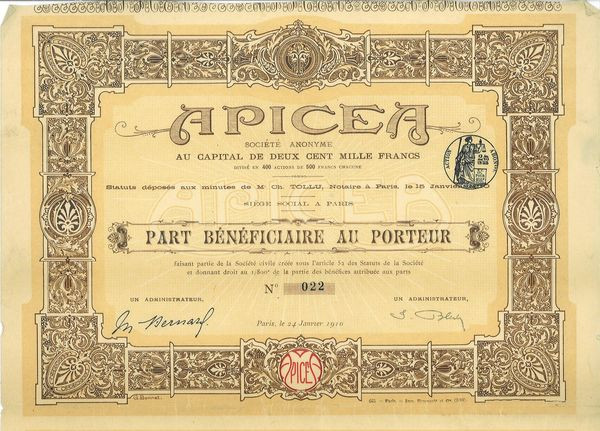 APICEA
SOCIÉTÉ ANONYME
AU CAPITAL DE DEUX CENT MILLE FRANCS
DIVISÉ EN 400 ACTIONS DE 500 FRANCS CHACUNE
Statuts déposés aux minutes de Me Ch. TOLLU, Notaire à Paris, le 15 Janvier
SIÈGE SOCIAL A PARIS
PART BÉNÉFICIAIRE AU PORTEUR
faisant partie de la Société civile créée sous l'article 52 des Statuts de la Société
et donnant droit au 1/800e de la partie des bénéfices attribuée aux parts
No 022
UN ADMINISTRATEUR,
UN ADMINISTRATEUR,
Paris, le 24 Janvier 1910
APICEA